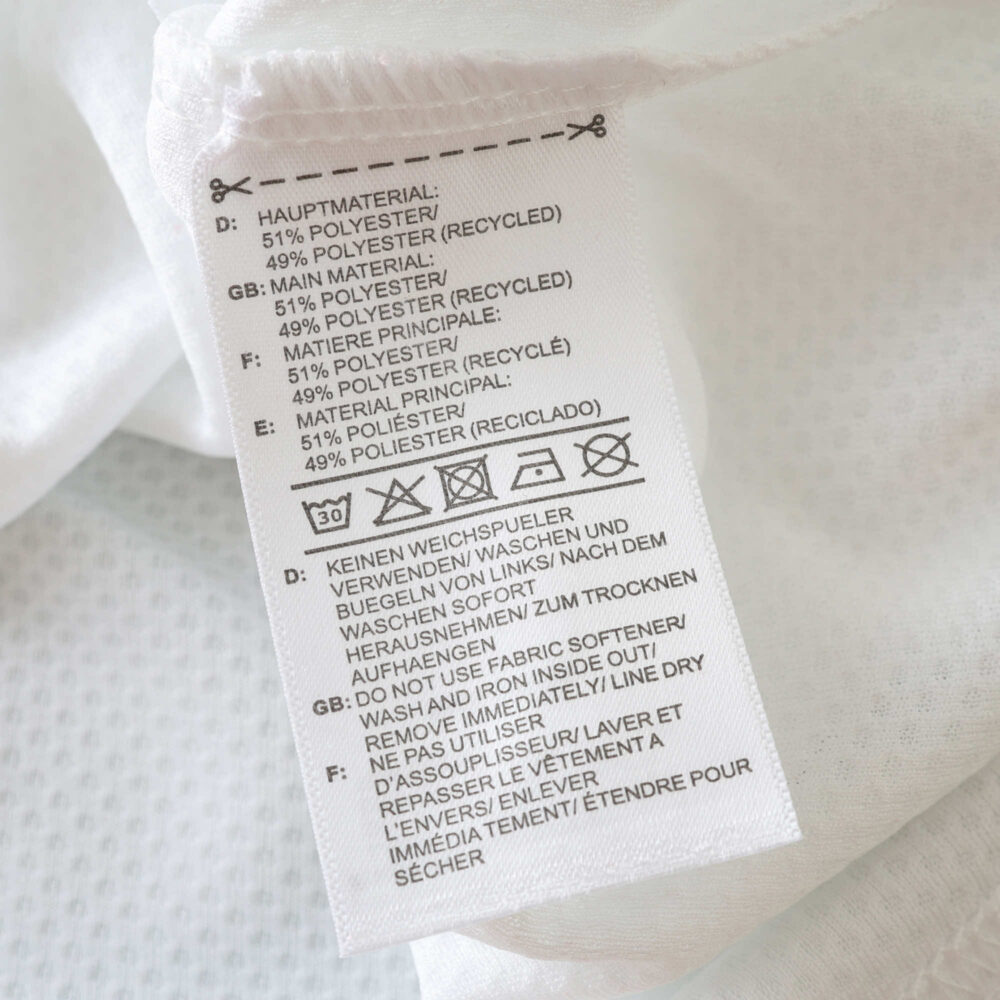 D: HAUPTMATERIAL:
51% POLYESTER/
49% POLYESTER (RECYCLED)
GB: MAIN MATERIAL:
51% POLYESTER/
49% POLYESTER (RECYCLED)
F: MATIERE PRINCIPALE:
51% POLYESTER/
49% POLYESTER (RECYCLÉ)
E: MATERIAL PRINCIPAL:
51% POLIÉSTER/
49% POLIESTER (RECICLADO)
30
D: KEINEN WEICHSPUELER
VERWENDEN/ WASCHEN UND
BUEGELN VON LINKS/ NACH DEM
WASCHEN SOFORT
HERAUSNEHMEN/ ZUM TROCKNEN
AUFHAENGEN
GB: DO NOT USE FABRIC SOFTENER/
WASH AND IRON INSIDE OUT/
REMOVE IMMEDIATELY/ LINE DRY
F: NE PAS UTILISER
D'ASSOUPLISSEUR/ LAVER ET
REPASSER LE VÊTEMENT A
L'ENVERS/ ENLEVER
IMMÉDIA TEMENT/ ÉTENDRE POUR
SÉCHER